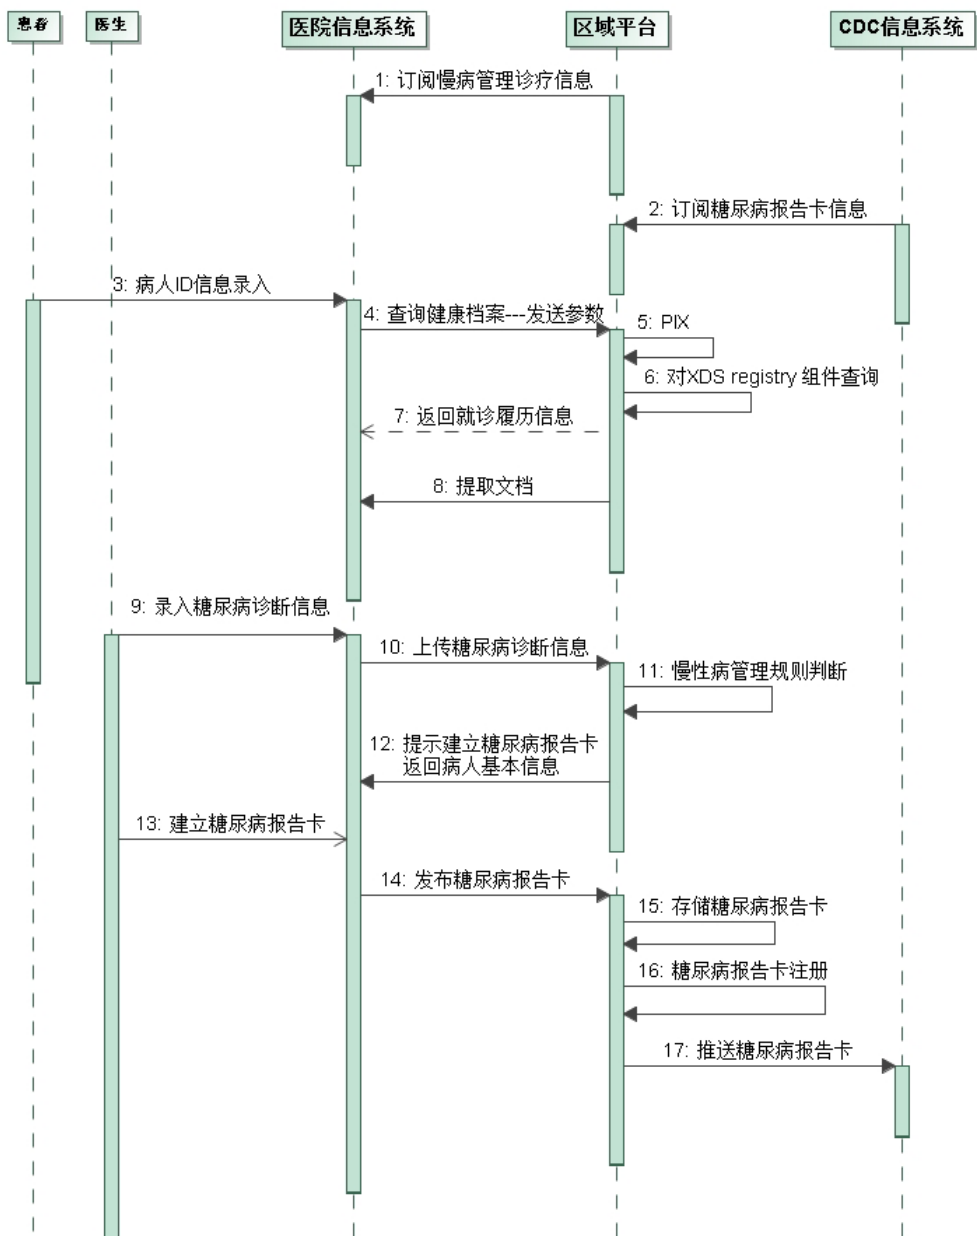 患者
医生
医院信息系统
区域平台
CDC信息系统
1: 订阅慢病管理诊疗信息
2: 订阅糖尿病报告卡信息
3: 病人ID信息录入
4: 查询健康档案---发送参数
5: PIX
6: 对XDS registry 组件查询
7: 返回就诊履历信息
8: 提取文档
9: 录入糖尿病诊断信息
10: 上传糖尿病诊断信息
11: 慢性病管理规则判断
12: 提示建立糖尿病报告卡
返回病人基本信息
13: 建立糖尿病报告卡
14: 发布糖尿病报告卡
15: 存储糖尿病报告卡
16: 糖尿病报告卡注册
17: 推送糖尿病报告卡